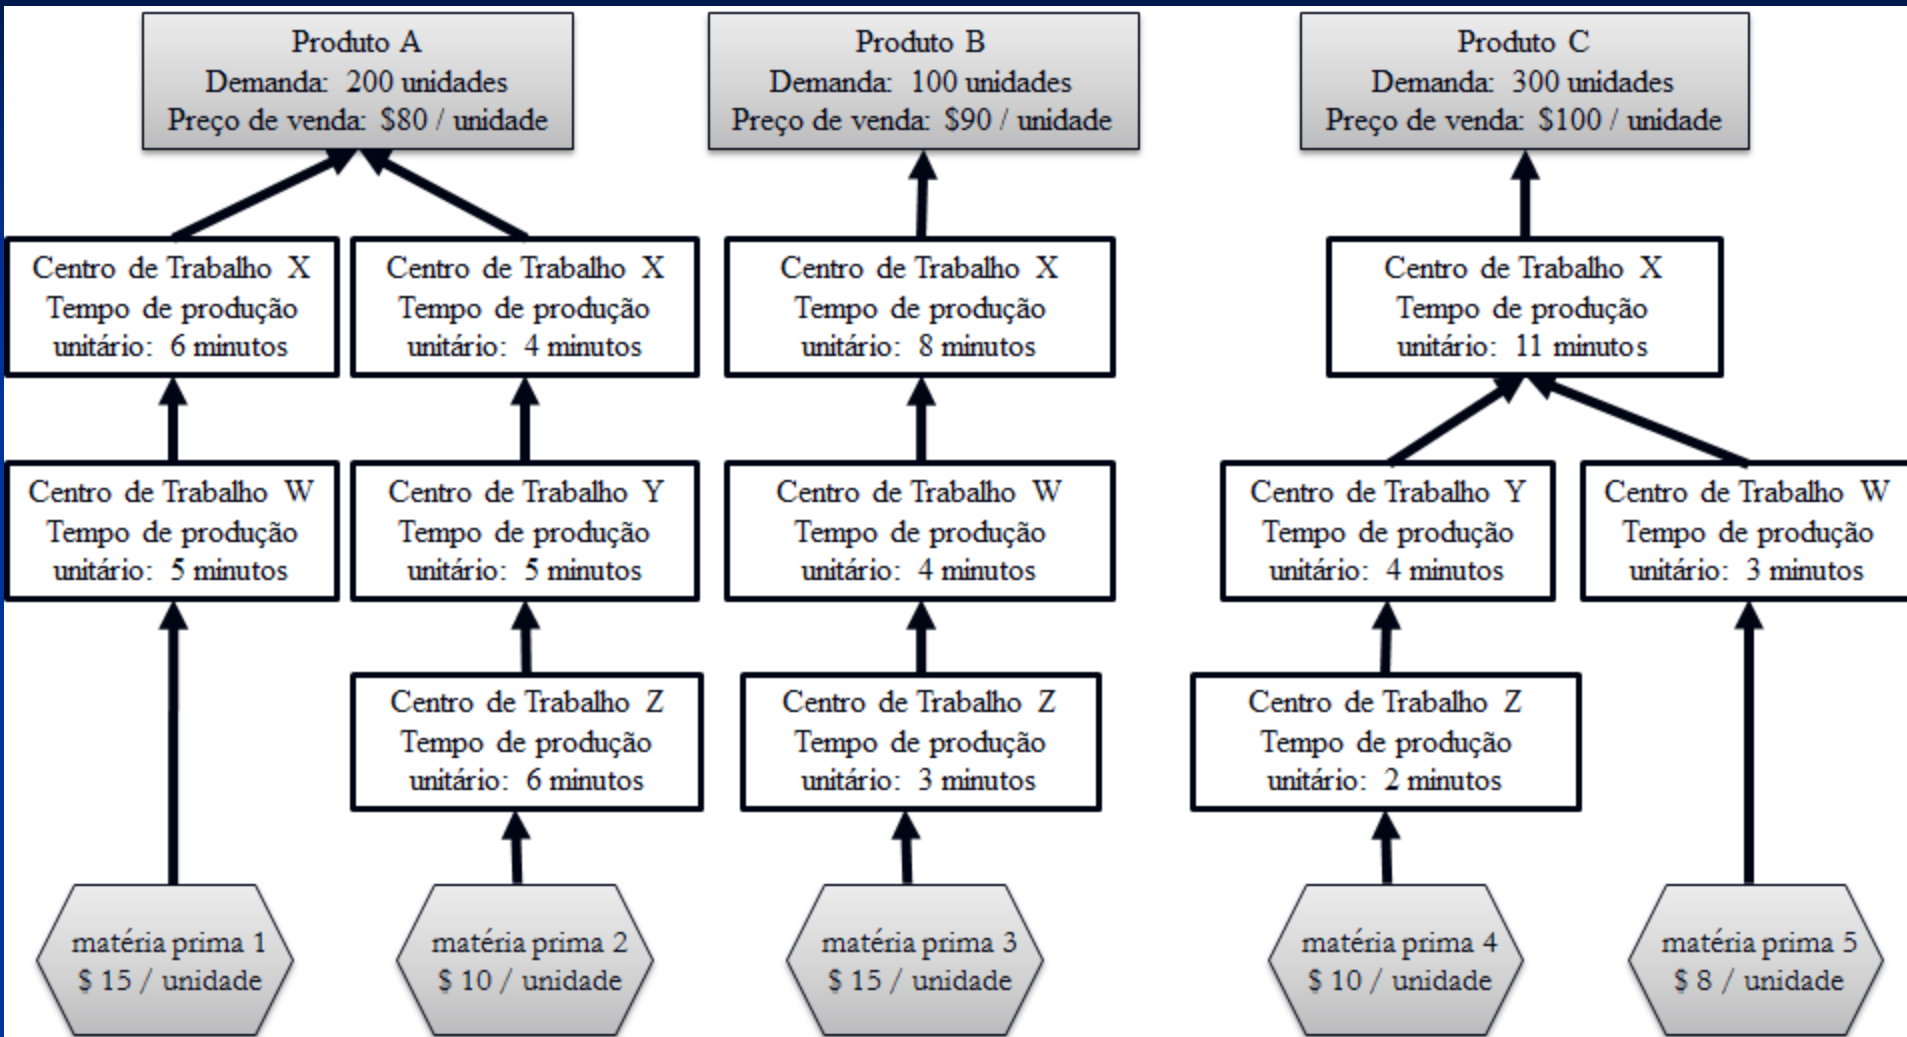 Produto A
Demanda: 200 unidades
Preço de venda: $80 / unidade
Produto B
Demanda: 100 unidades
Preço de venda: $90 / unidade
Produto C
Demanda: 300 unidades
Preço de venda: $100 / unidade
Centro de Trabalho X
Tempo de produção
unitário: 6 minutos
Centro de Trabalho X
Tempo de produção
unitário: 4 minutos
Centro de Trabalho X
Tempo de produção
unitário: 8 minutos
Centro de Trabalho X
Tempo de produção
unitário: 11 minutos
Centro de Trabalho W
Tempo de produção
unitário: 5 minutos
Centro de Trabalho Y
Tempo de produção
unitário: 5 minutos
Centro de Trabalho W
Tempo de produção
unitário: 4 minutos
Centro de Trabalho Y
Tempo de produção
unitário: 4 minutos
Centro de Trabalho W
Tempo de produção
unitário: 3 minutos
Centro de Trabalho Z
Tempo de produção
unitário: 6 minutos
Centro de Trabalho Z
Tempo de produção
unitário: 3 minutos
Centro de Trabalho Z
Tempo de produção
unitário: 2 minutos
matéria prima 1
$ 15 / unidade
matéria prima 2
$ 10 / unidade
matéria prima 3
$ 15 / unidade
matéria prima 4
$ 10 / unidade
matéria prima 5
$ 8 / unidade